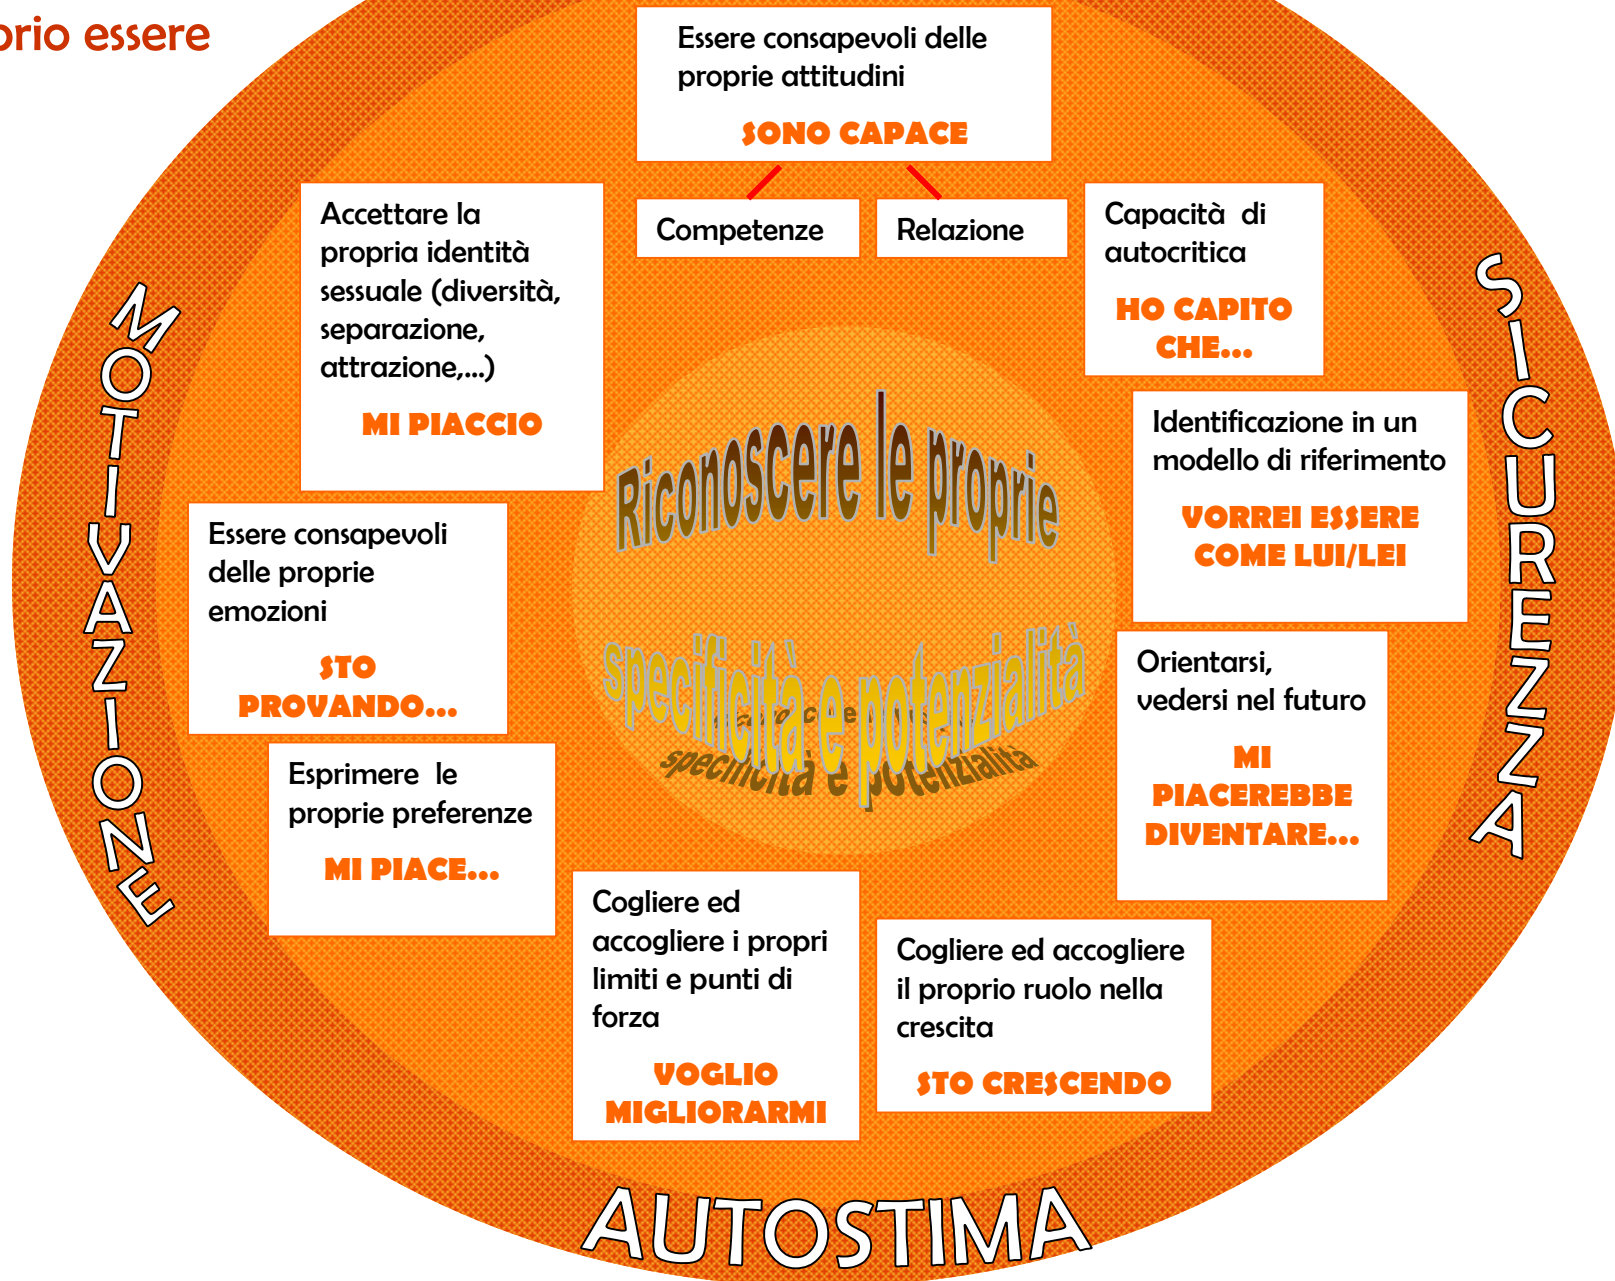 prio essere
Essere consapevoli delle
proprie attitudini
SONO CAPACE
Competenze
Relazione
Accettare la
propria identità
sessuale (diversità,
separazione,
attrazione,...)
MI PIACCIO
Capacità di
autocritica
HO CAPITO
CHE...
MOTIVAZIONE
SICUREZZA
Riconoscere le proprie
specificità e potenzialità
specificità e potenzialità
Identificazione in un
modello di riferimento
VORREI ESSERE
COME LUI/LEI
Essere consapevoli
delle proprie
emozioni
STO
PROVANDO...
Orientarsi,
vedersi nel futuro
MI
PIACEREBBE
DIVENTARE...
Esprimere le
proprie preferenze
MI PIACE...
Cogliere ed
accogliere i propri
limiti e punti di
forza
VOGLIO
MIGLIORARMI
Cogliere ed accogliere
il proprio ruolo nella
crescita
STO CRESCENDO
AUTOSTIMA